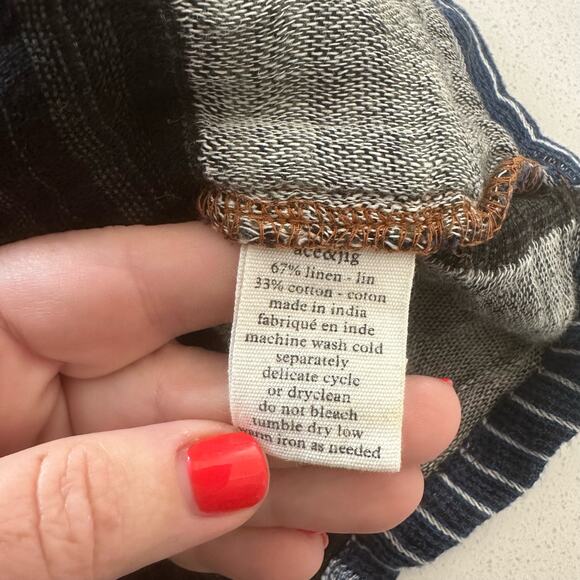 ace&jig
67% linen - lin
33% cotton - coton
made in india
fabriqué en inde
machine wash cold
separately
delicate cycle
or dryclean
do not bleach
tumble dry low
warm iron as needed